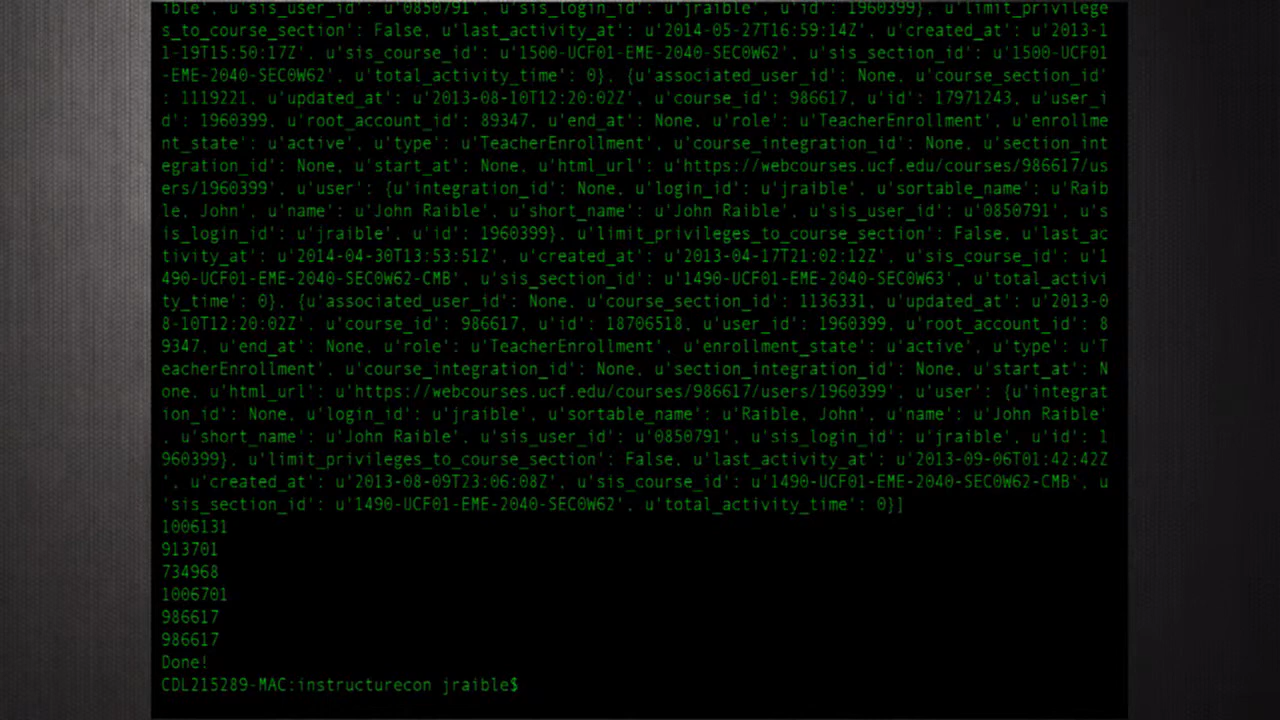 ible', u'sis_user_id': u'0850791', u'sis_login_id': u'jraible', u'id': 1960399}, u'limit_privilege
s_to_course_section': False, u'last_activity_at': u'2014-05-27T16:59:14Z', u'created_at': u'2013-1
1-19T15:50:17Z', u'sis_course_id': u'1500-UCF01-EME-2040-SEC0W62', u'sis_section_id': u'1500-UCF01
-EME-2040-SEC0W62', u'total_activity_time': 0}, {u'associated_user_id': None, u'course_section_id'
: 1119221, u'updated_at': u'2013-08-10T12:20:02Z', u'course_id': 986617, u'id': 17971243, u'user_i
d': 1960399, u'root_account_id': 89347, u'end_at': None, u'role': u'TeacherEnrollment', u'enrollme
nt_state': u'active', u'type': u'TeacherEnrollment', u'course_integration_id': None, u'section_int
egration_id': None, u'start_at': None, u'html_url': u'https://webcourses.ucf.edu/courses/986617/us
ers/1960399', u'user': {u'integration_id': None, u'login_id': u'jraible', u'sortable_name': u'Raib
le, John', u'name': u'John Raible', u'short_name': u'John Raible', u'sis_user_id': u'0850791', u's
is_login_id': u'jraible', u'id': 1960399}, u'limit_privileges_to_course_section': False, u'last_ac
tivity_at': u'2014-04-30T13:53:51Z', u'created_at': u'2013-04-17T21:02:12Z', u'sis_course_id': u'1
490-UCF01-EME-2040-SEC0W62-CMB', u'sis_section_id': u'1490-UCF01-EME-2040-SEC0W63', u'total_activi
ty_time': 0}, {u'associated_user_id': None, u'course_section_id': 1136331, u'updated_at': u'2013-0
8-10T12:20:02Z', u'course_id': 986617, u'id': 18706518, u'user_id': 1960399, u'root_account_id': 8
9347, u'end_at': None, u'role': u'TeacherEnrollment', u'enrollment_state': u'active', u'type': u'T
eacherEnrollment', u'course_integration_id': None, u'section_integration_id': None, u'start_at': N
one, u'html_url': u'https://webcourses.ucf.edu/courses/986617/users/1960399', u'user': {u'integrat
ion_id': None, u'login_id': u'jraible', u'sortable_name': u'Raible, John', u'name': u'John Raible'
, u'short_name': u'John Raible', u'sis_user_id': u'0850791', u'sis_login_id': u'jraible', u'id': 1
960399}, u'limit_privileges_to_course_section': False, u'last_activity_at': u'2013-09-06T01:42:42Z
', u'created_at': u'2013-08-09T23:06:08Z', u'sis_course_id': u'1490-UCF01-EME-2040-SEC0W62-CMB', u
'sis_section_id': u'1490-UCF01-EME-2040-SEC0W62', u'total_activity_time': 0}]
1006131
913701
734968
1006701
986617
986617
Done!
CDL215289-MAC:instructurecon jraible$